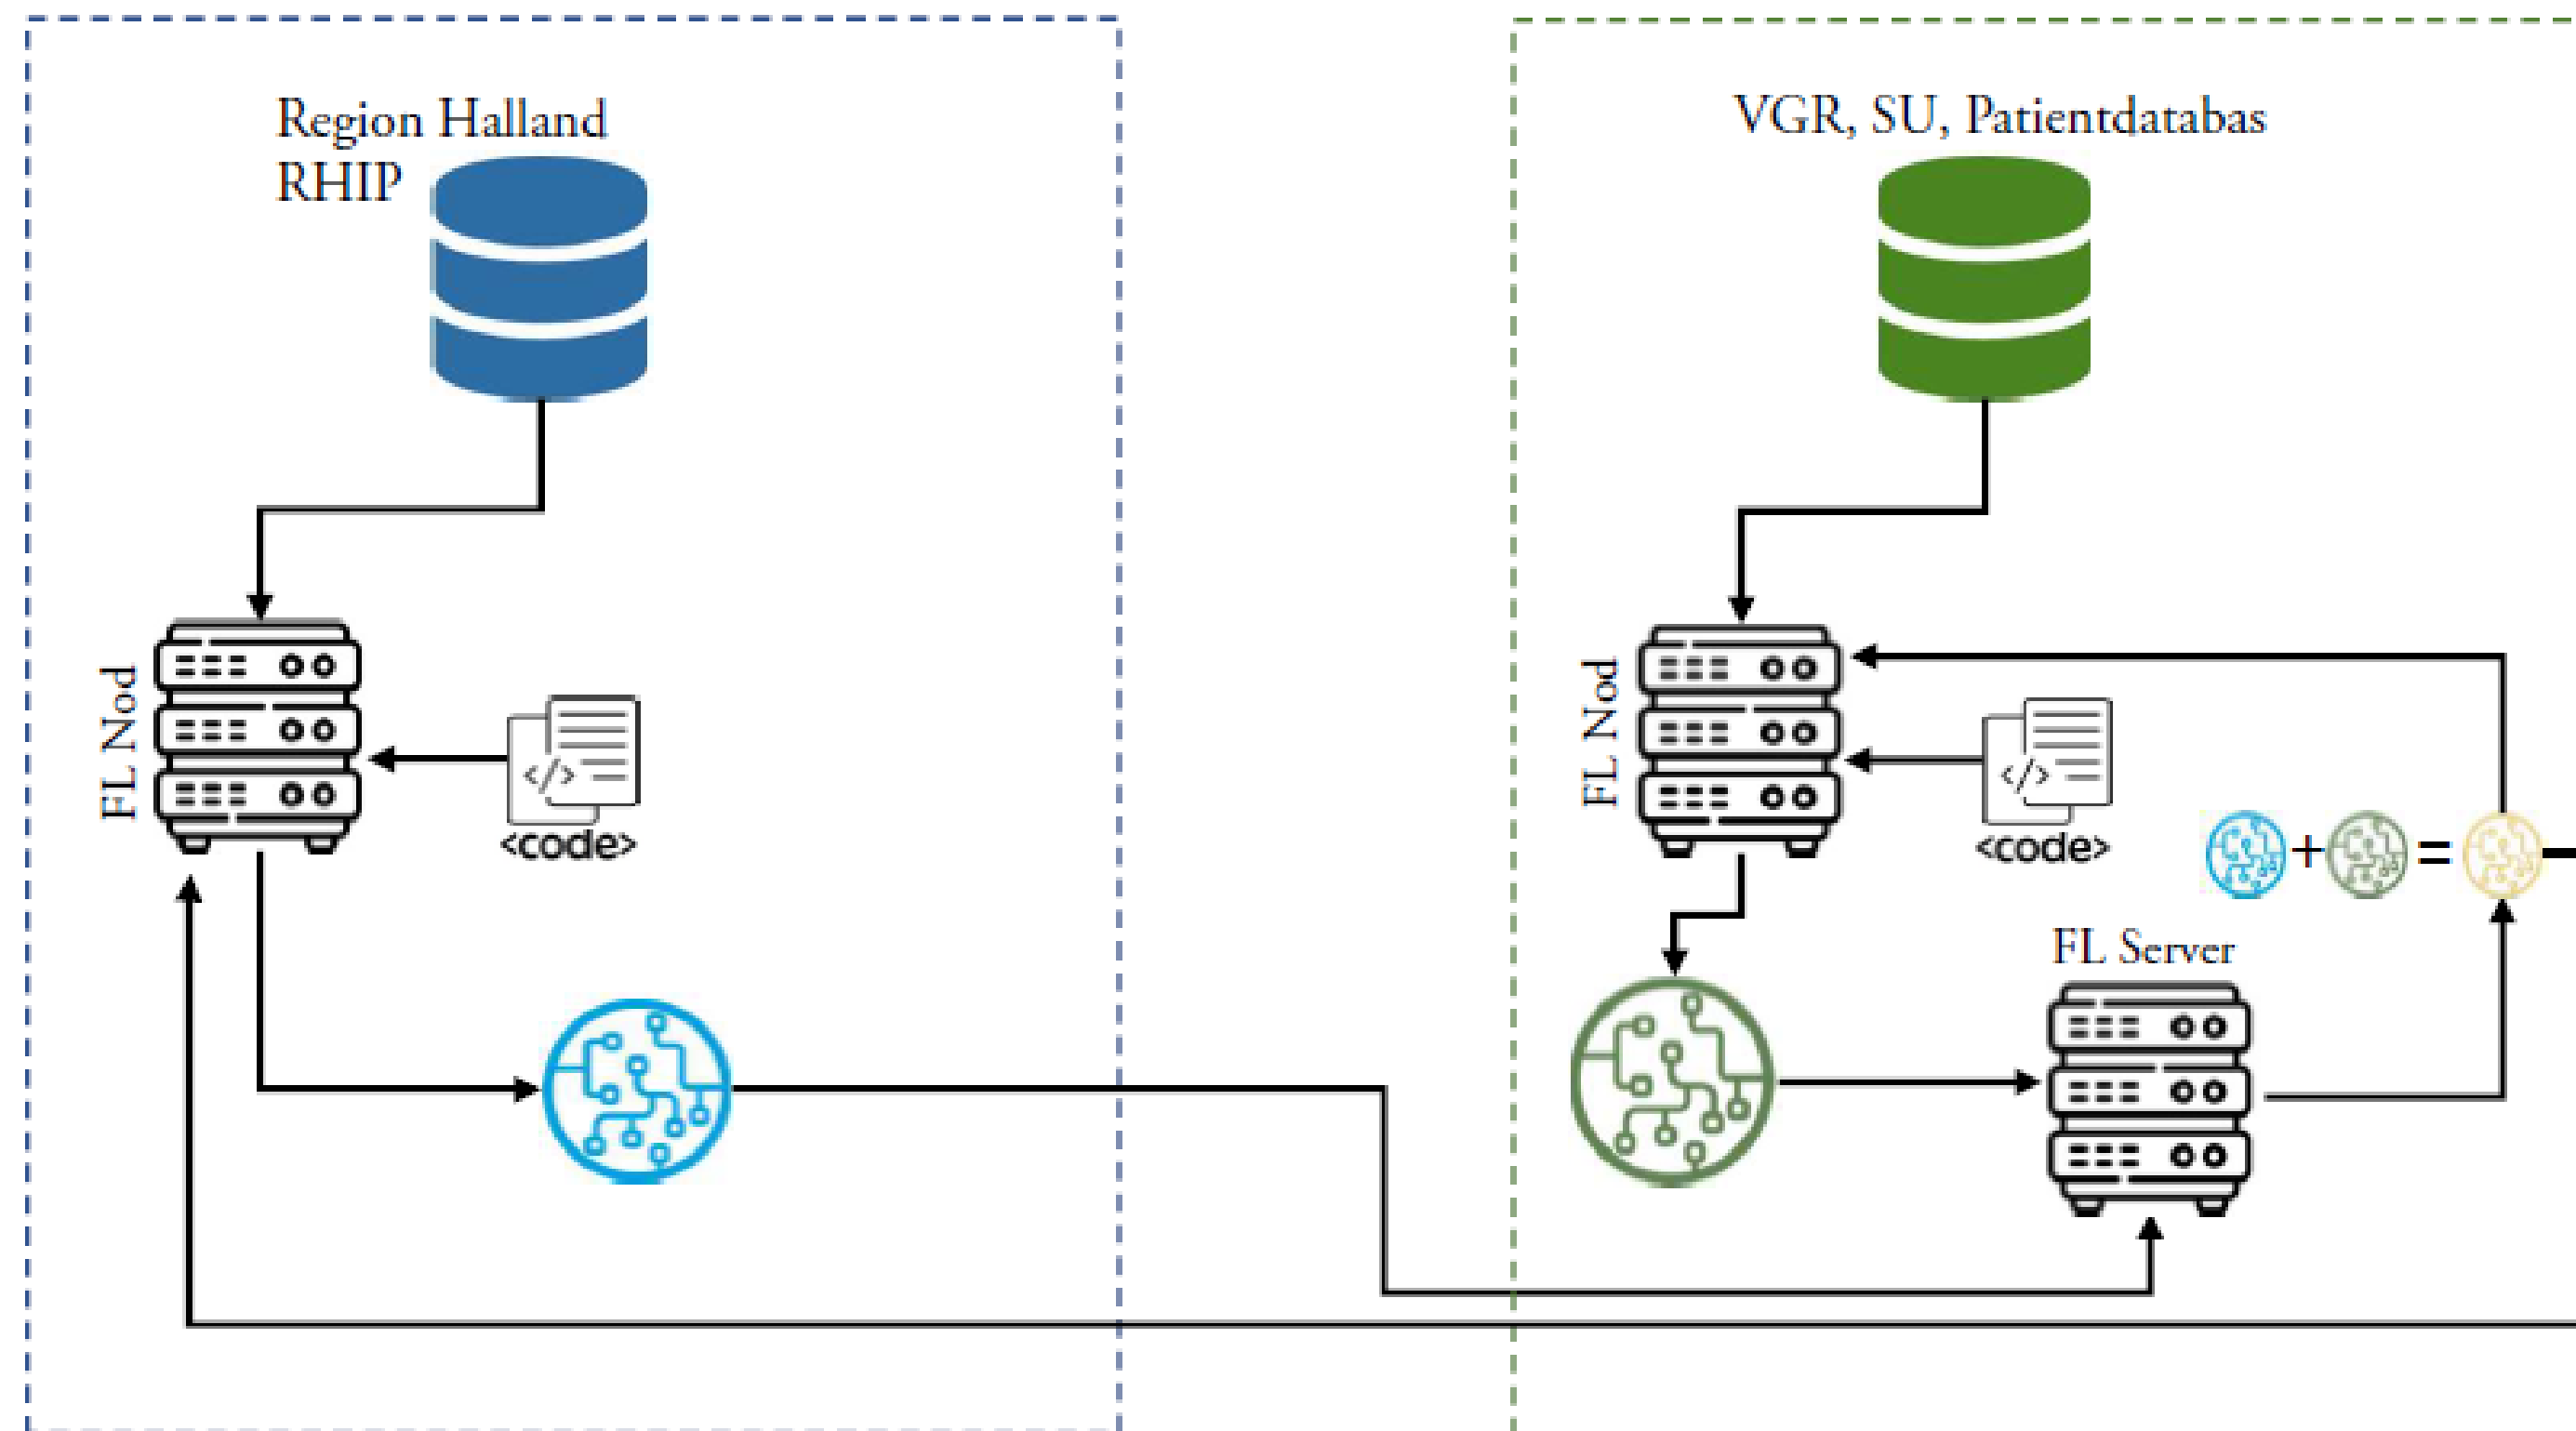 Region Halland
RHIP
FL Nod
</>
<code>
VGR, SU, Patientdatabas
FL Nod
</>
<code>
+ =
FL Server